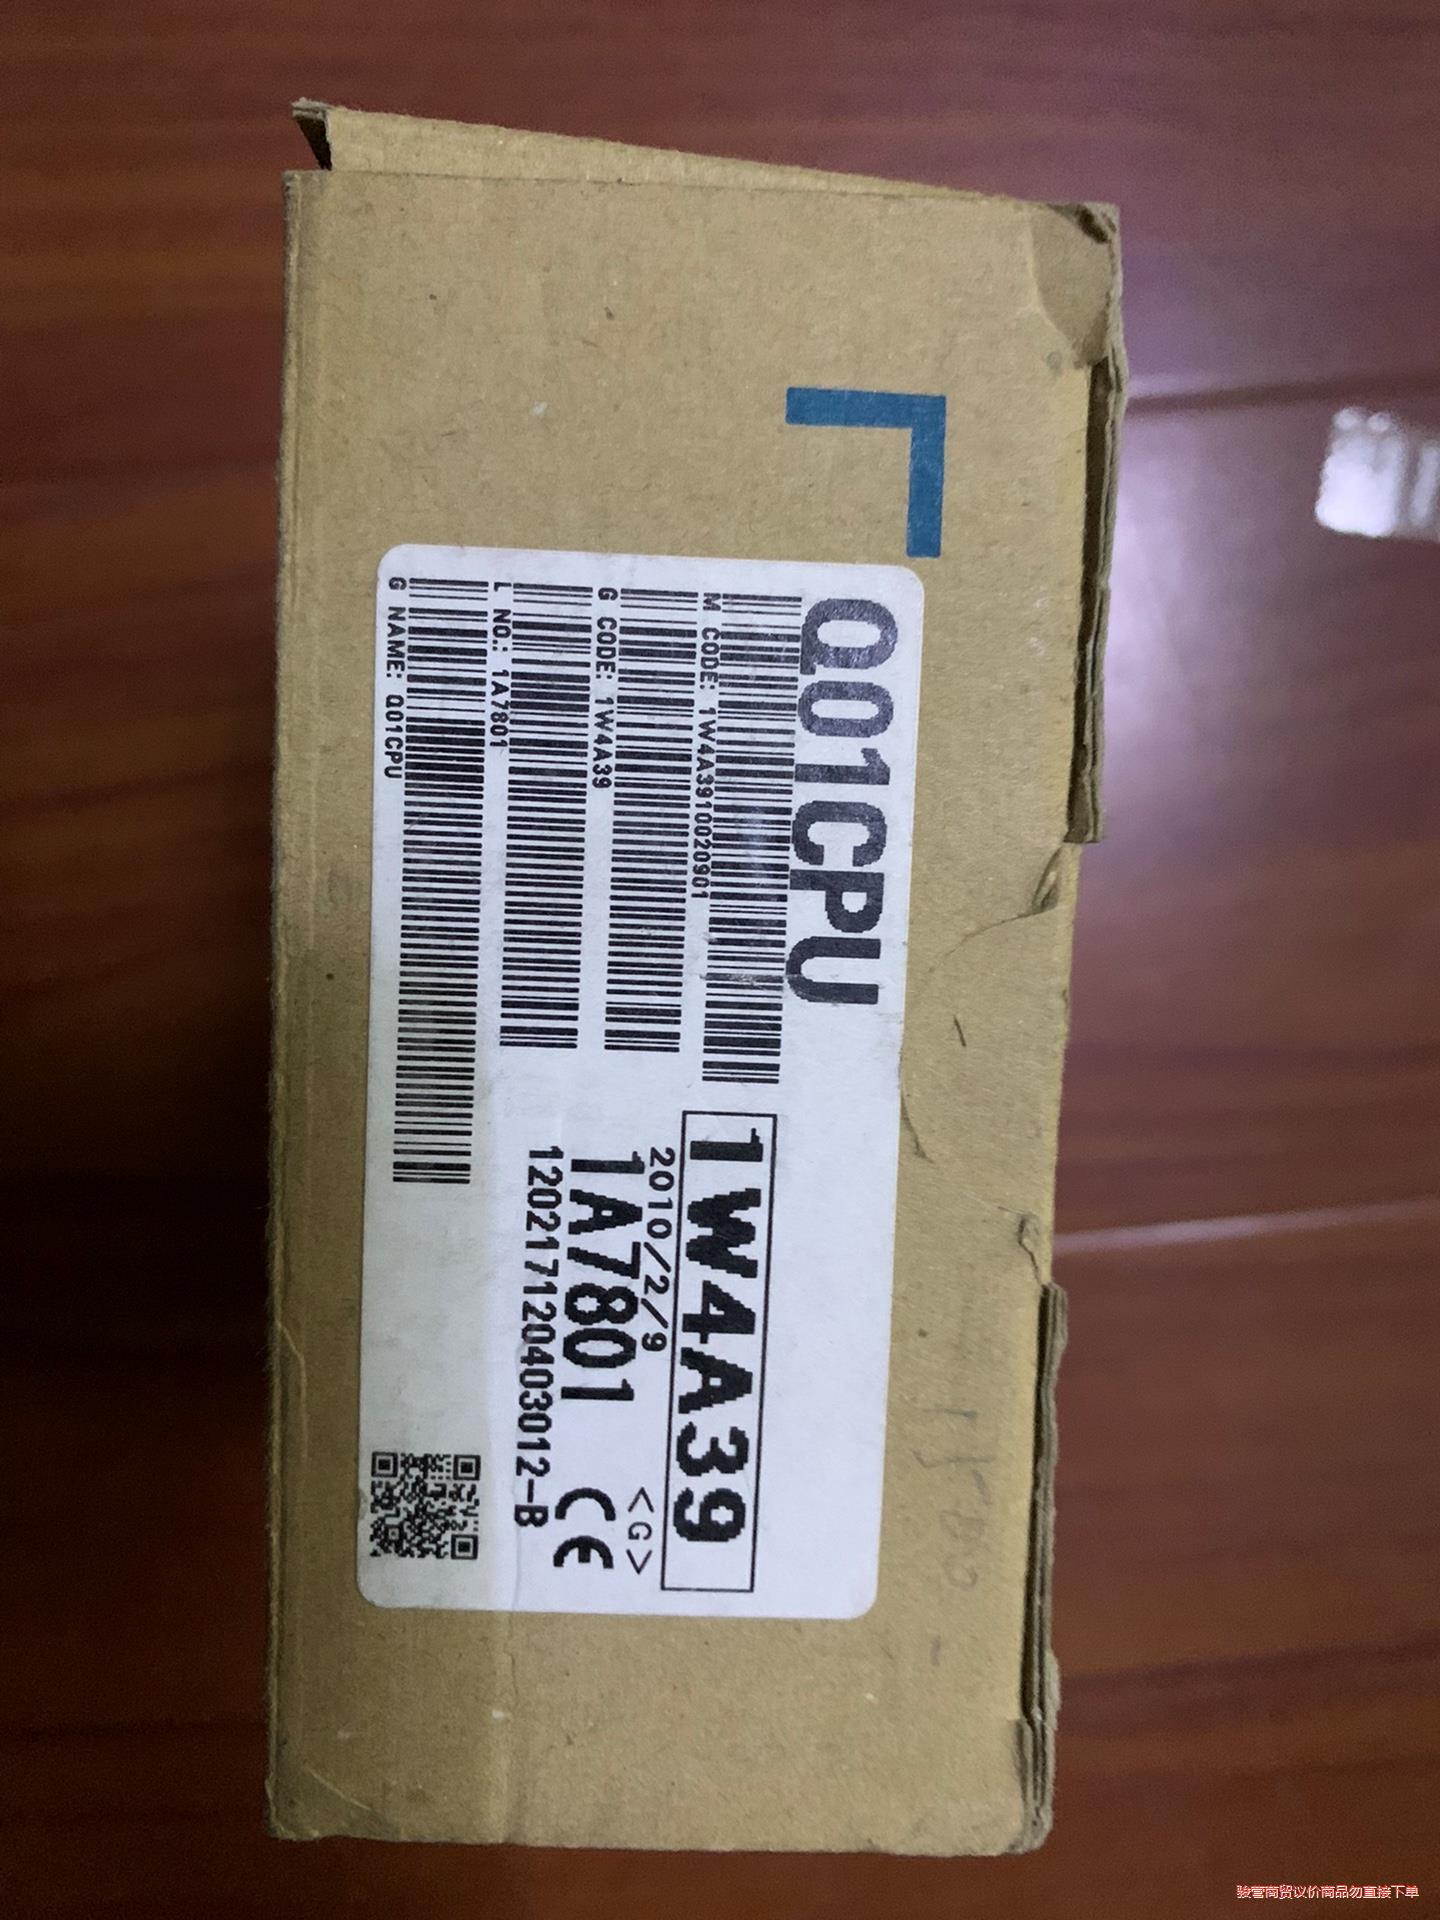 Q01CPU
M CODE: 1W4A3910020901
G CODE: 1W4A39
L NO.: 1A7801
G NAME: Q01CPU
1W4A39
2010/2/9
<G>
1A7801
CE
120217120403012-B
骏营商贸议价商品勿直接下单